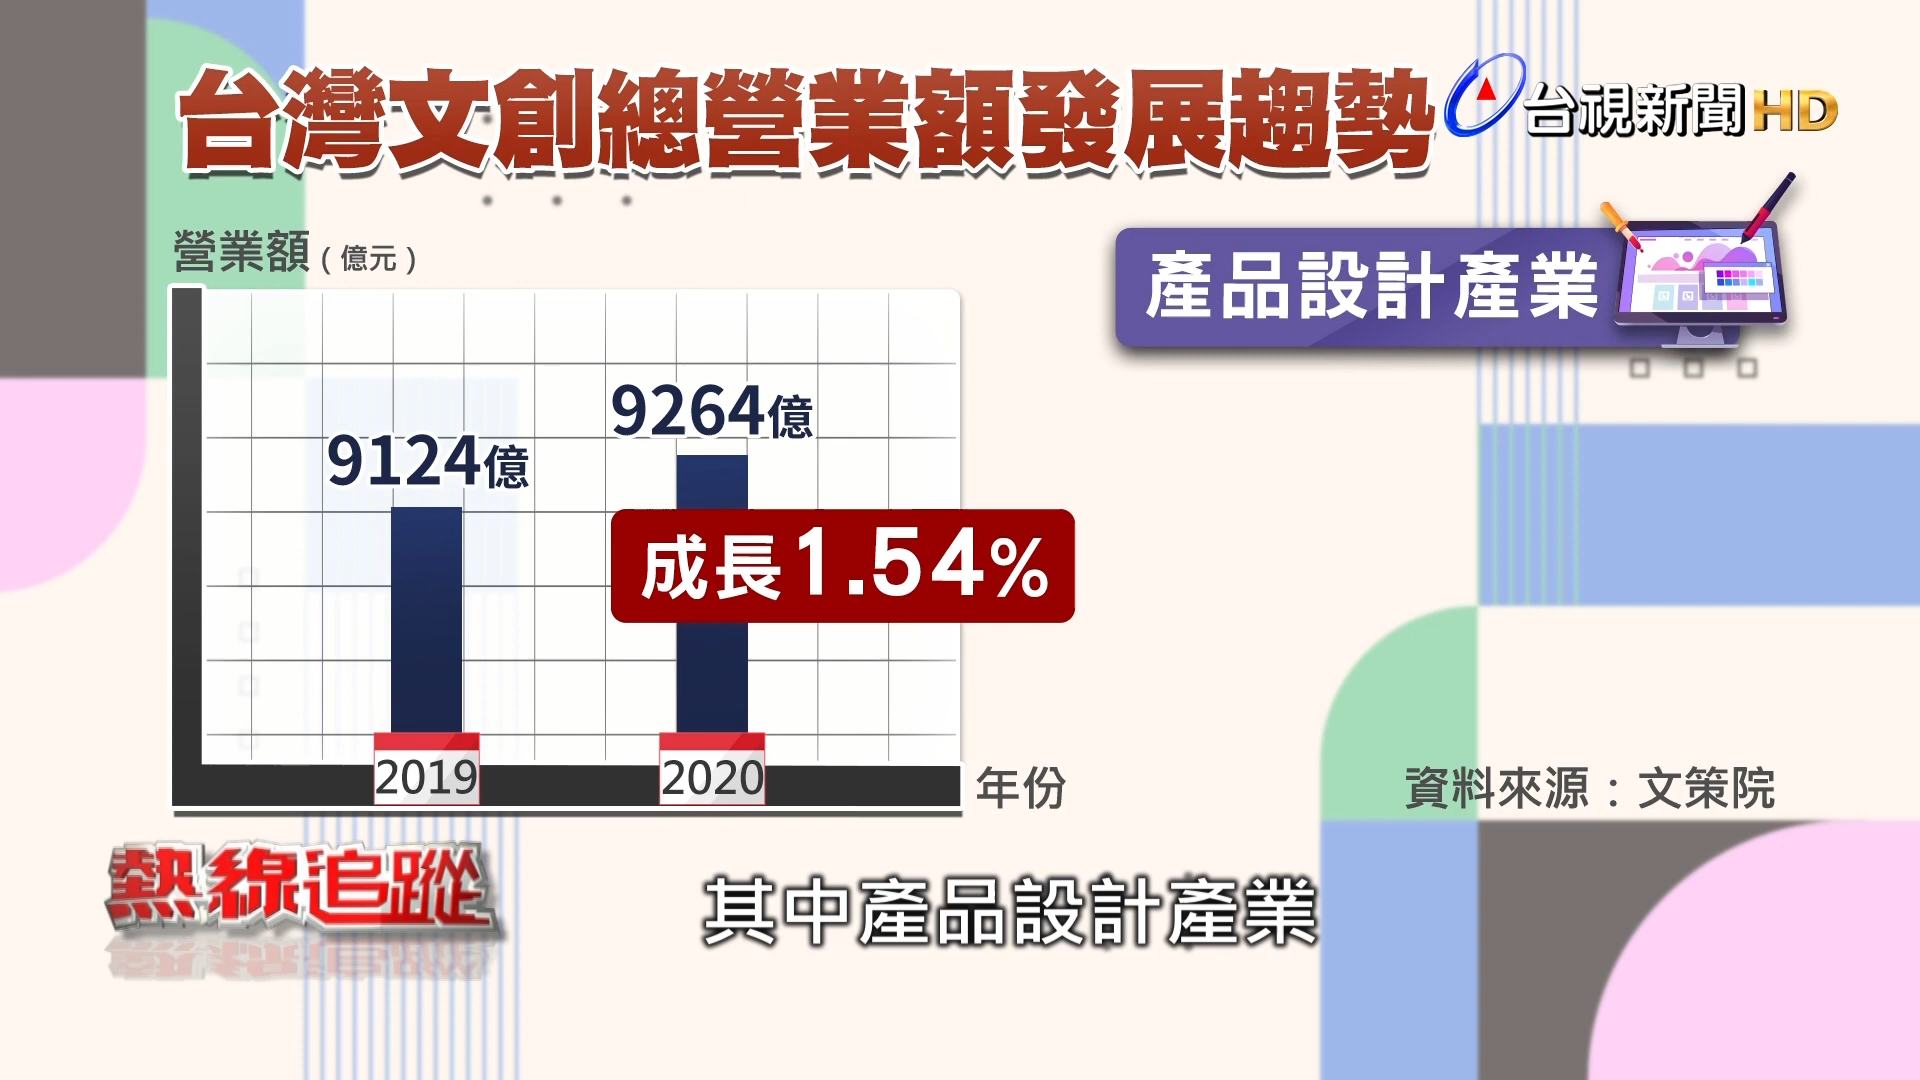 台灣文創總營業額發展趨勢
台視新聞HD
營業額（億元）
產品設計產業
9264億
9124億
成長1.54%
2019
2020
年份
資料來源：文策院
熱線追蹤
其中產品設計產業